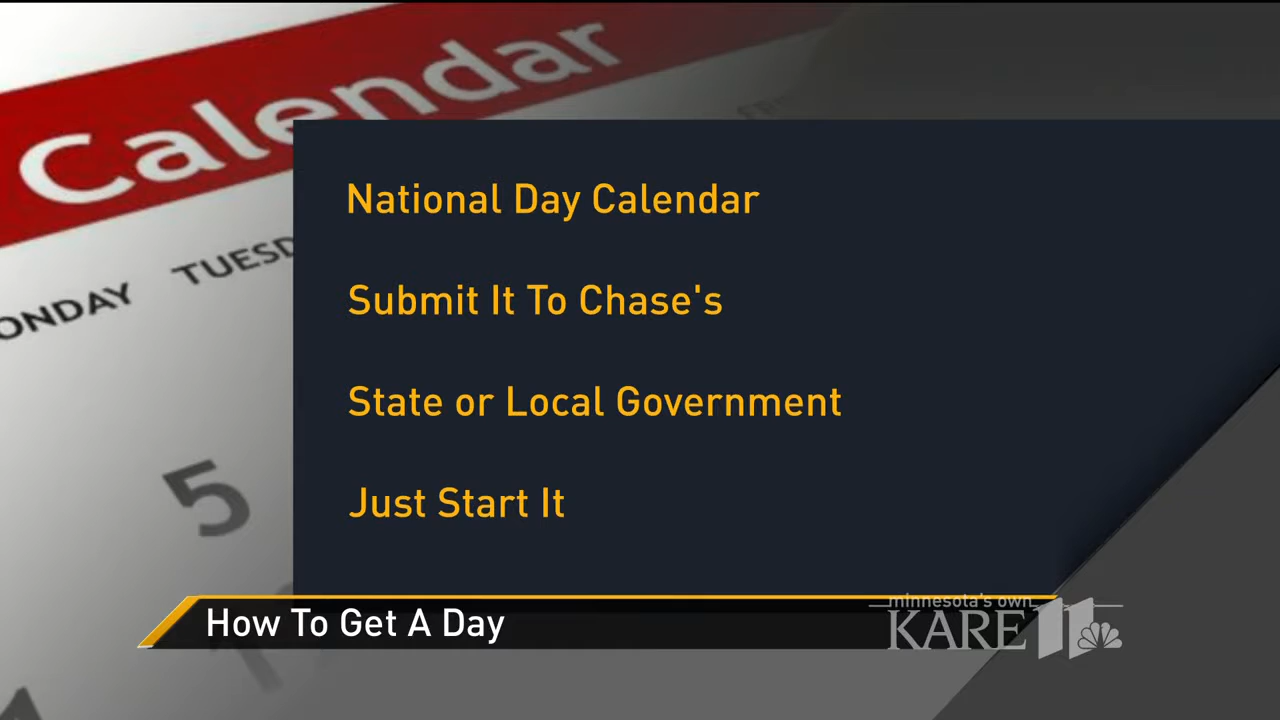 Calendar
ONDAY TUESD
National Day Calendar
Submit It To Chase's
State or Local Government
Just Start It
5
How To Get A Day
minnesota's own
KARE 11